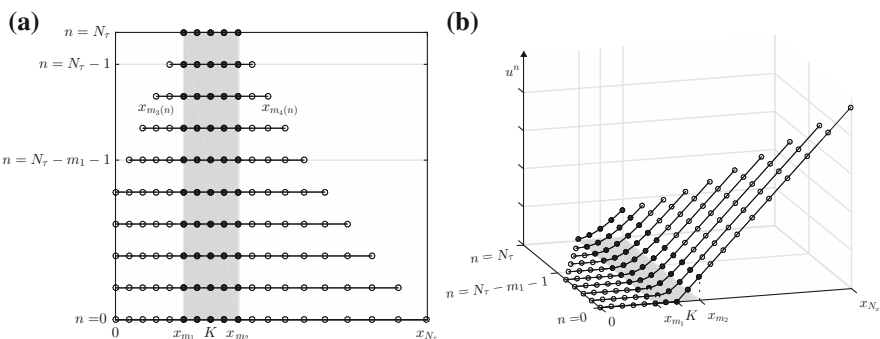 (a)
n = N_τ
n = N_τ − 1
x_{m_3(n)} x_{m_4(n)}
n = N_τ − m_1 − 1
n = 0
0 x_{m_1} K x_{m_2} x_{N_x}
(b)
u^n
n = N_τ
n = N_τ − m_1 − 1
n = 0
0 x_{m_1} K x_{m_2} x_{N_x}